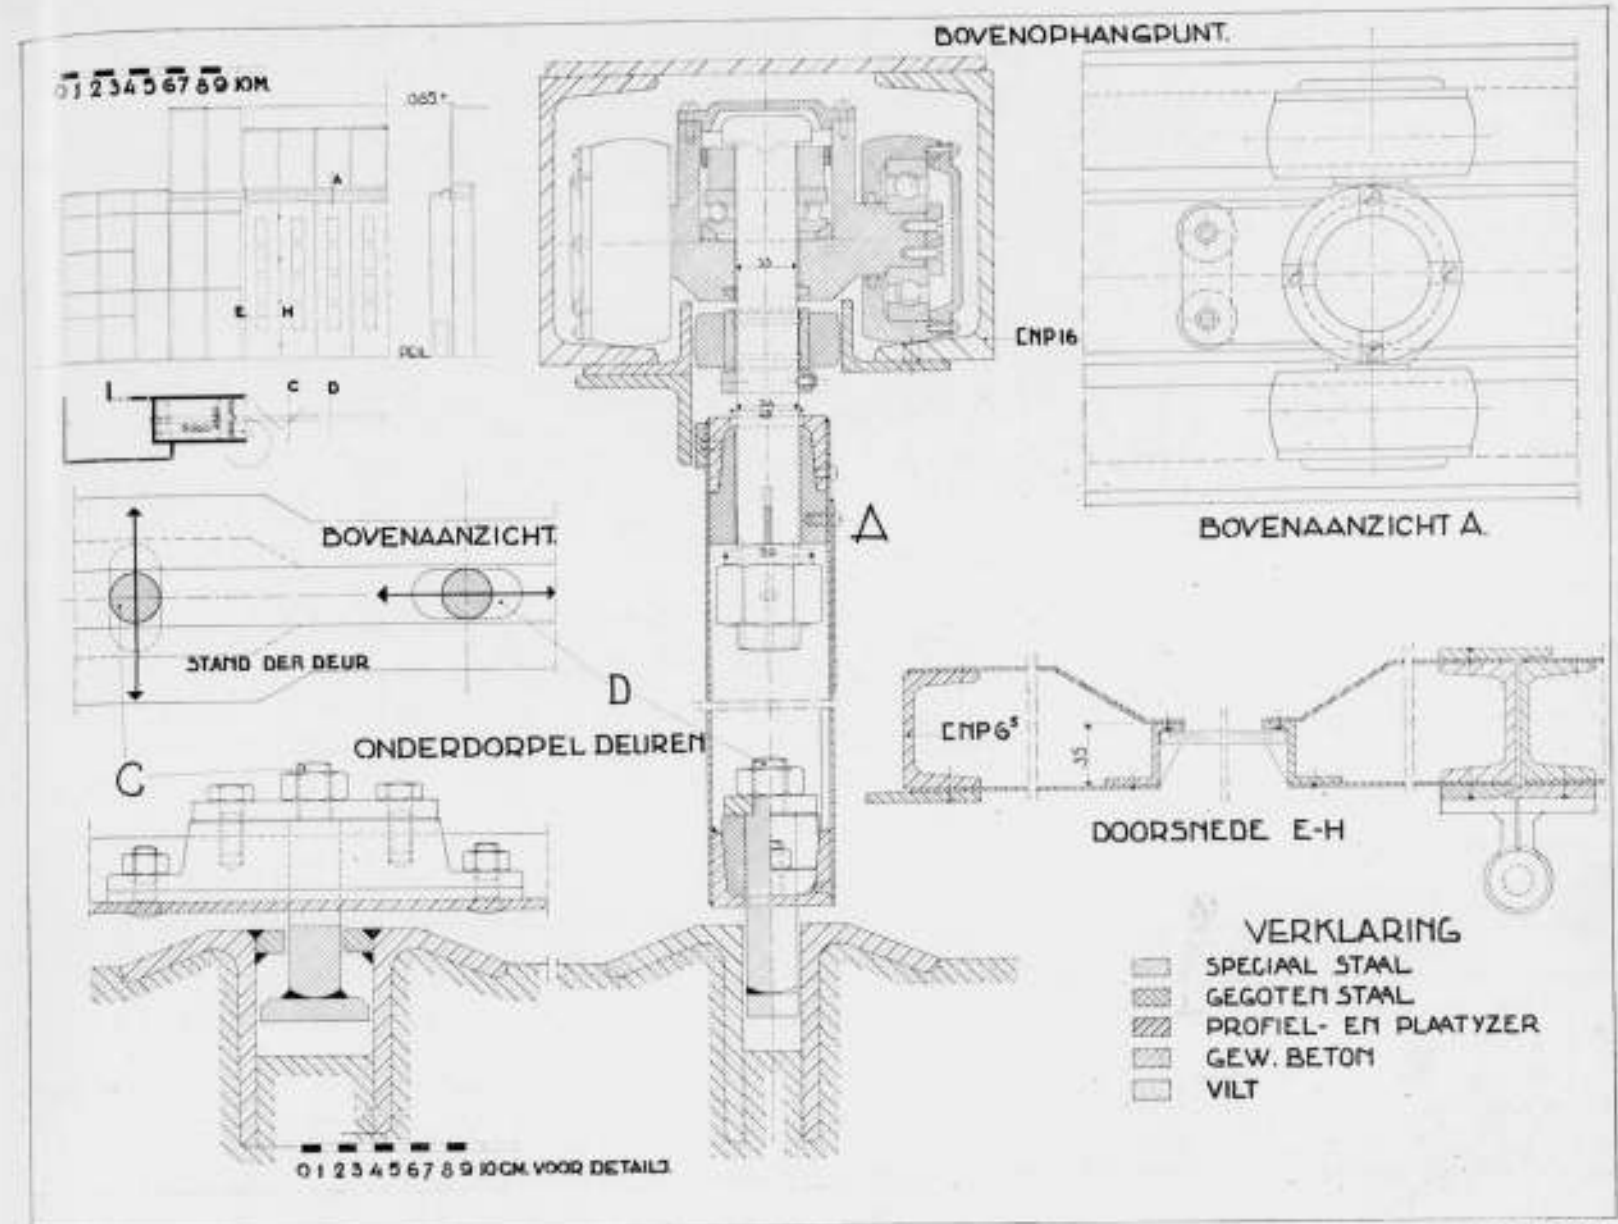 BOVENOPHANGPUNT.
0 1 2 3 4 5 6 7 8 9 10 M.
A
E
H
PEIL
C D
33
CNP16
BOVENAANZICHT A.
BOVENAANZICHT.
A
STAND DER DEUR
D
ONDERDORPEL DEUREN
C
CNP6⁵
35
DOORSNEDE E-H
VERKLARING
SPECIAAL STAAL
GEGOTEN STAAL
PROFIEL- EN PLAATYZER
GEW. BETON
VILT
0 1 2 3 4 5 6 7 8 9 10 CM. VOOR DETAILS.